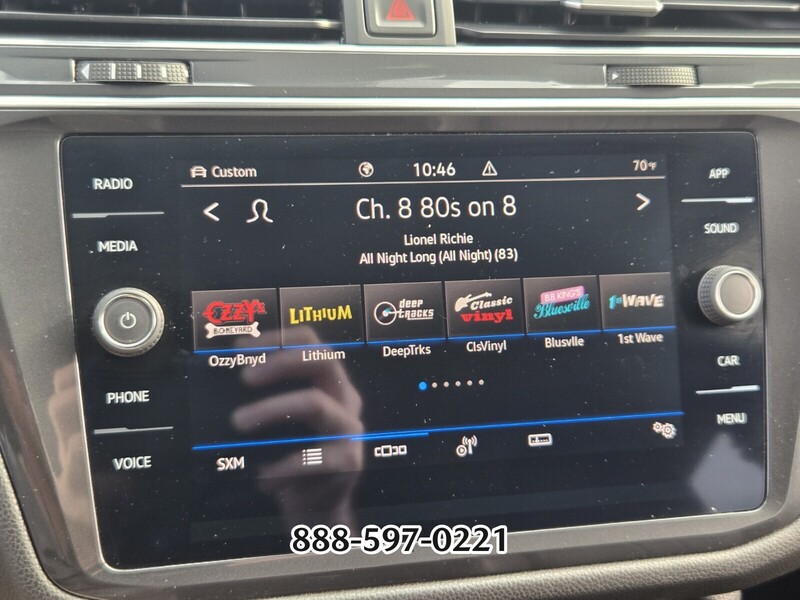 RADIO
MEDIA
PHONE
VOICE
Custom
10:46
70°F
Ch. 8 80s on 8
Lionel Richie
All Night Long (All Night) (83)
OZZY's
BONEYARD
LITHIUM
deep
tracks
Classic
vinyl
B.B. KING'S
Bluesville
1st WAVE
OzzyBnyd
Lithium
DeepTrks
ClsVinyl
Blusvlle
1st Wave
SXM
APP
SOUND
CAR
MENU
888-597-0221